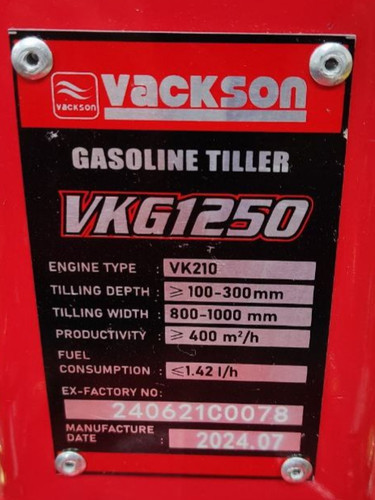 VACKSON
VACKSON
GASOLINE TILLER
VKG1250
ENGINE TYPE : VK210
TILLING DEPTH : ≥ 100-300mm
TILLING WIDTH : 800-1000 mm
PRODUCTIVITY : ≥ 400 m²/h
FUEL
CONSUMPTION : ≤1.42 l/h
EX-FACTORY NO:
240621C0078
MANUFACTURE
DATE : 2024.07